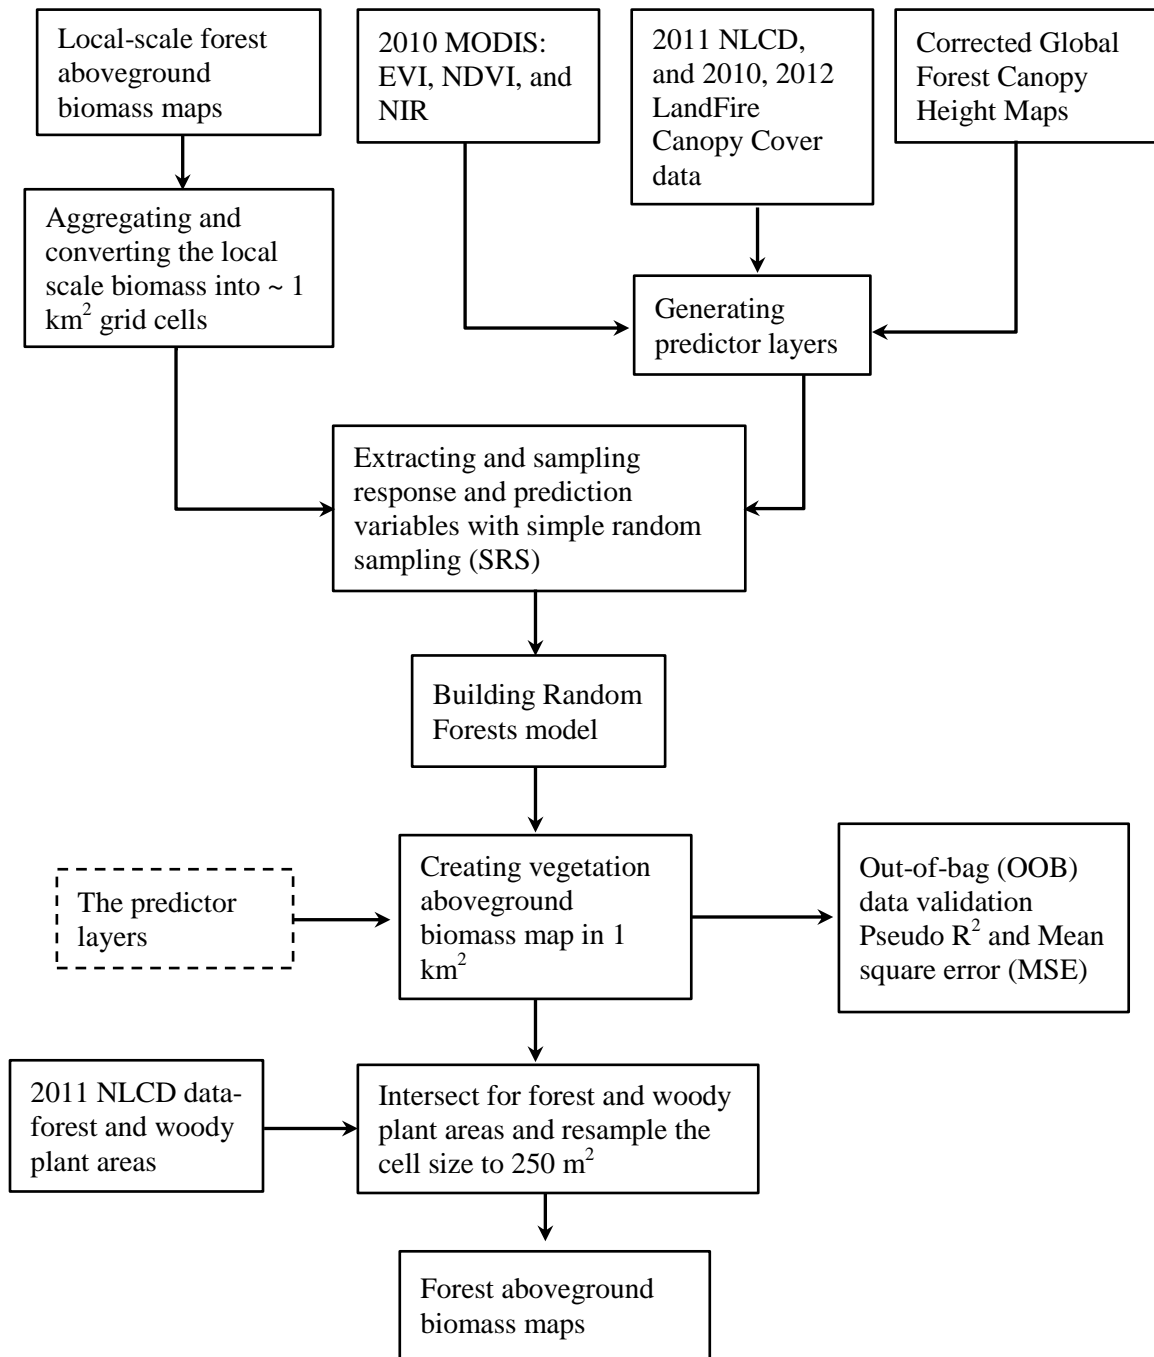 Local-scale forest
aboveground
biomass maps
2010 MODIS:
EVI, NDVI, and
NIR
2011 NLCD,
and 2010, 2012
LandFire
Canopy Cover
data
Corrected Global
Forest Canopy
Height Maps
Aggregating and
converting the local
scale biomass into ~ 1
km² grid cells
Generating
predictor layers
Extracting and sampling
response and prediction
variables with simple random
sampling (SRS)
Building Random
Forests model
The predictor
layers
Creating vegetation
aboveground
biomass map in 1
km²
Out-of-bag (OOB)
data validation
Pseudo R² and Mean
square error (MSE)
2011 NLCD data-
forest and woody
plant areas
Intersect for forest and woody
plant areas and resample the
cell size to 250 m²
Forest aboveground
biomass maps